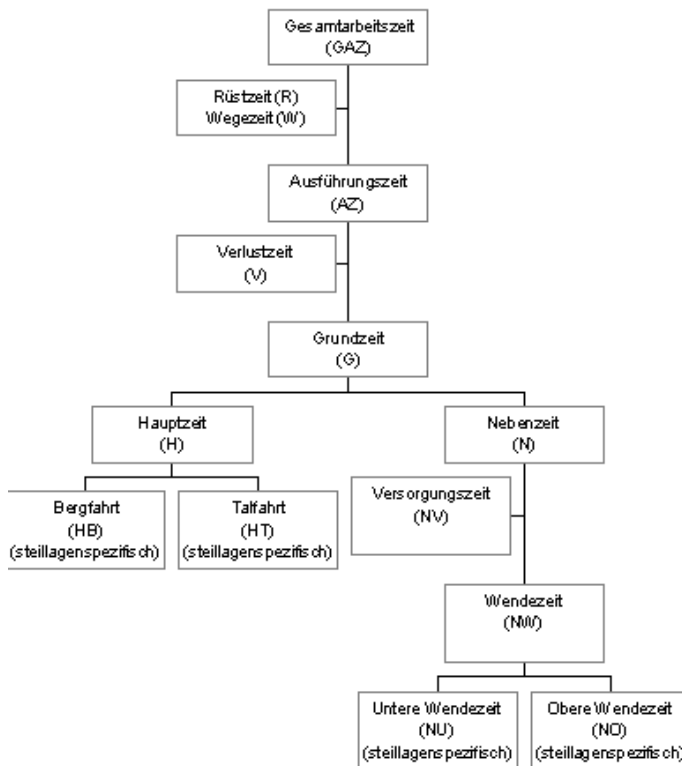 Gesamtarbeitszeit
(GAZ)
Rüstzeit (R)
Wegezeit (W)
Ausführungszeit
(AZ)
Verlustzeit
(V)
Grundzeit
(G)
Hauptzeit
(H)
Nebenzeit
(N)
Bergfahrt
(HB)
(steillagenspezifisch)
Talfahrt
(HT)
(steillagenspezifisch)
Versorgungszeit
(NV)
Wendezeit
(NW)
Untere Wendezeit
(NU)
(steillagenspezifisch)
Obere Wendezeit
(NO)
(steillagenspezifisch)